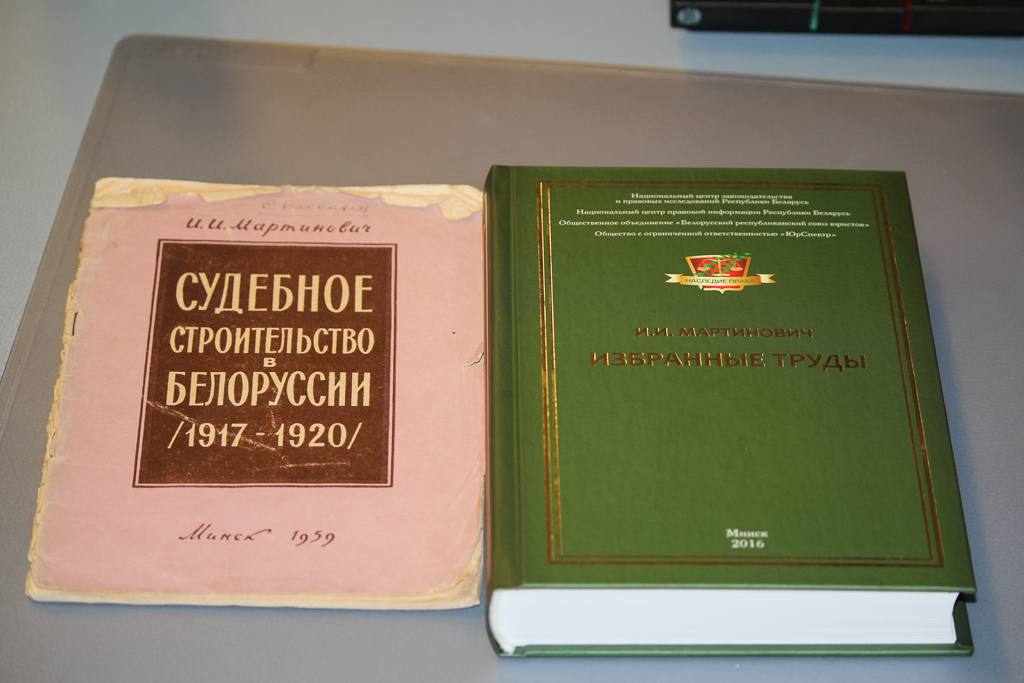 И.И. Мартинович
СУДЕБНОЕ
СТРОИТЕЛЬСТВО
В
БЕЛОРУССИИ
/1917 - 1920/
Минск 1959
Национальный центр законодательства
и правовых исследований Республики Беларусь
Национальный центр правовой информации Республики Беларусь
Общественное объединение «Белорусский республиканский союз юристов»
Общество с ограниченной ответственностью «ЮрСпектр»
НАСЛЕДИЕ ПРАВА
И.И. МАРТИНОВИЧ
ИЗБРАННЫЕ ТРУДЫ
Минск
2016